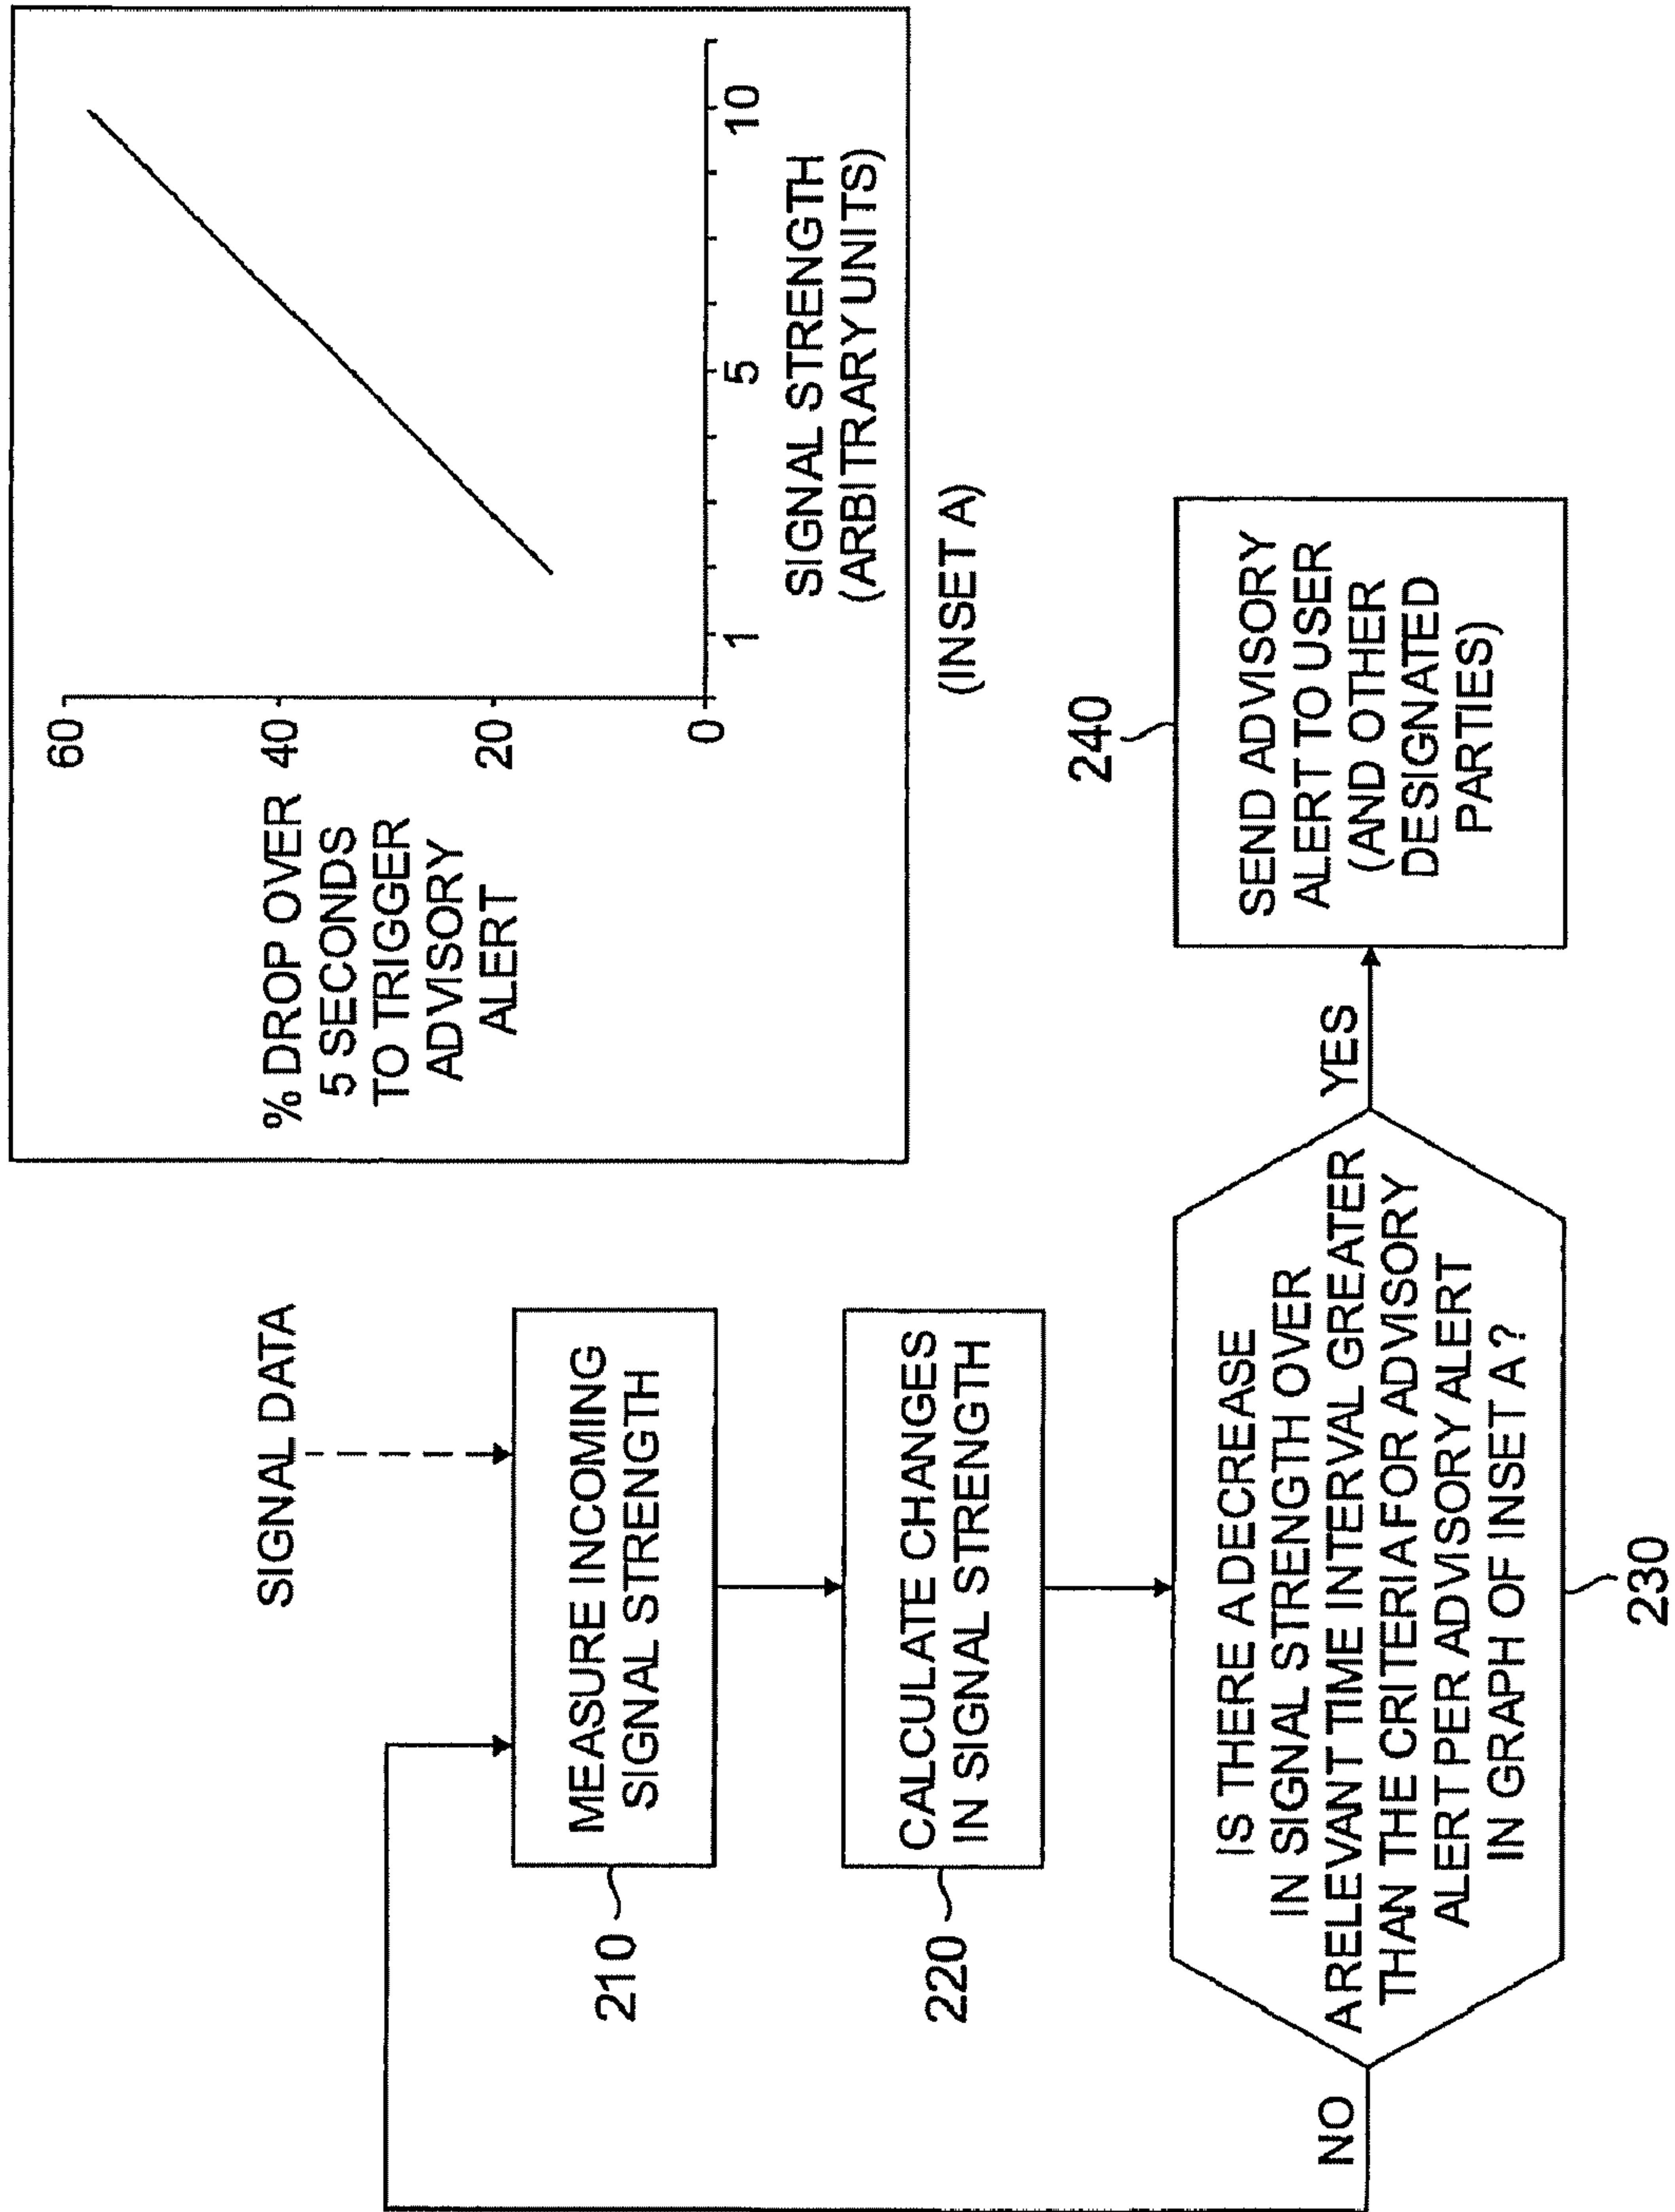 SIGNAL DATA
210
MEASURE INCOMING
SIGNAL STRENGTH
220
CALCULATE CHANGES
IN SIGNAL STRENGTH
IS THERE A DECREASE
IN SIGNAL STRENGTH OVER
A RELEVANT TIME INTERVAL GREATER
THAN THE CRITERIA FOR ADVISORY
ALERT PER ADVISORY ALERT
IN GRAPH OF INSET A?
230
NO
YES
240
SEND ADVISORY
ALERT TO USER
(AND OTHER
DESIGNATED
PARTIES)
% DROP OVER
5 SECONDS
TO TRIGGER
ADVISORY
ALERT
60
40
20
0
1
5
10
SIGNAL STRENGTH
(ARBITRARY UNITS)
(INSET A)